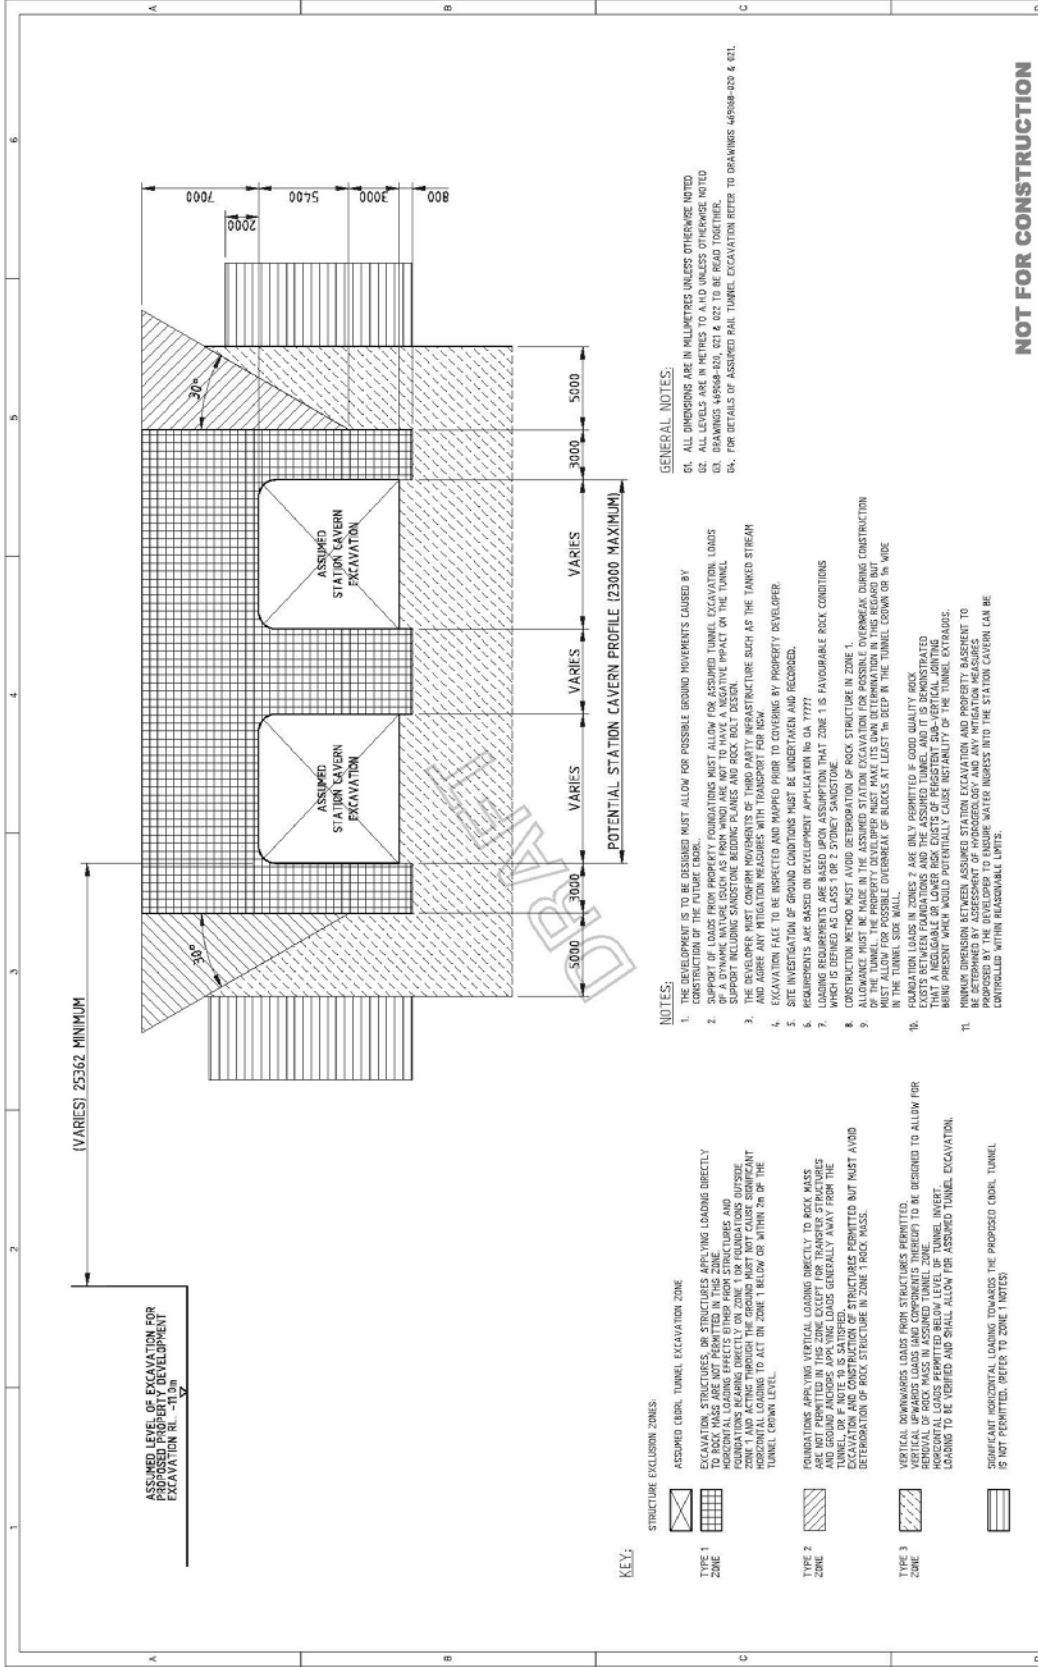 1
2
3
4
5
6
A
B
C
D
ASSUMED LEVEL OF EXCAVATION FOR
PROPOSED PROPERTY DEVELOPMENT
EXCAVATION RL. -11.0m
(VARIES) 25362 MINIMUM
30°
30°
ASSUMED
STATION CAVERN
EXCAVATION
ASSUMED
STATION CAVERN
EXCAVATION
7000
2000
5400
3000
800
5000
3000
VARIES
VARIES
VARIES
3000
5000
POTENTIAL STATION CAVERN PROFILE (23000 MAXIMUM)
DRAFT
KEY:
STRUCTURE EXCLUSION ZONES:
ASSUMED CBDRL TUNNEL EXCAVATION ZONE
TYPE 1
ZONE
EXCAVATION, STRUCTURES, OR STRUCTURES APPLYING LOADING DIRECTLY
TO ROCK MASS ARE NOT PERMITTED IN THIS ZONE.
HORIZONTAL LOADING EFFECTS EITHER FROM STRUCTURES AND
FOUNDATIONS BEARING DIRECTLY ON ZONE 1 OR FOUNDATIONS OUTSIDE
ZONE 1 AND ACTING THROUGH THE GROUND MUST NOT CAUSE SIGNIFICANT
HORIZONTAL LOADING TO ACT ON ZONE 1 BELOW OR WITHIN 2m OF THE
TUNNEL CROWN LEVEL.
TYPE 2
ZONE
FOUNDATIONS APPLYING VERTICAL LOADING DIRECTLY TO ROCK MASS
ARE NOT PERMITTED IN THIS ZONE EXCEPT FOR TRANSFER STRUCTURES
AND GROUND ANCHORS APPLYING LOADS GENERALLY AWAY FROM THE
TUNNEL, OR IF NOTE 10 IS SATISFIED.
EXCAVATION AND CONSTRUCTION OF STRUCTURES PERMITTED BUT MUST AVOID
DETERIORATION OF ROCK STRUCTURE IN ZONE 1 ROCK MASS.
TYPE 3
ZONE
VERTICAL DOWNWARDS LOADS FROM STRUCTURES PERMITTED.
VERTICAL UPWARDS LOADS (AND COMPONENTS THEREOF) TO BE DESIGNED TO ALLOW FOR
REMOVAL OF ROCK MASS IN ASSUMED TUNNEL ZONE.
HORIZONTAL LOADS PERMITTED BELOW LEVEL OF TUNNEL INVERT.
LOADING TO BE VERIFIED AND SHALL ALLOW FOR ASSUMED TUNNEL EXCAVATION.
SIGNIFICANT HORIZONTAL LOADING TOWARDS THE PROPOSED CBDRL TUNNEL
IS NOT PERMITTED. (REFER TO ZONE 1 NOTES)
NOTES:
1. THE DEVELOPMENT IS TO BE DESIGNED MUST ALLOW FOR POSSIBLE GROUND MOVEMENTS CAUSED BY
CONSTRUCTION OF THE FUTURE CBDRL.
2. SUPPORT OF LOADS FROM PROPERTY FOUNDATIONS MUST ALLOW FOR ASSUMED TUNNEL EXCAVATION. LOADS
OF A DYNAMIC NATURE (SUCH AS FROM WIND) ARE NOT TO HAVE A NEGATIVE IMPACT ON THE TUNNEL
SUPPORT INCLUDING SANDSTONE BEDDING PLANES AND ROCK BOLT DESIGN.
3. THE DEVELOPER MUST CONFIRM MOVEMENTS OF THIRD PARTY INFRASTRUCTURE SUCH AS THE TANKED STREAM
AND AGREE ANY MITIGATION MEASURES WITH TRANSPORT FOR NSW.
4. EXCAVATION FACE TO BE INSPECTED AND MAPPED PRIOR TO COVERING BY PROPERTY DEVELOPER.
5. SITE INVESTIGATION OF GROUND CONDITIONS MUST BE UNDERTAKEN AND RECORDED.
6. REQUIREMENTS ARE BASED ON DEVELOPMENT APPLICATION No DA ?????
7. LOADING REQUIREMENTS ARE BASED UPON ASSUMPTION THAT ZONE 1 IS FAVOURABLE ROCK CONDITIONS
WHICH IS DEFINED AS CLASS 1 OR 2 SYDNEY SANDSTONE.
8. CONSTRUCTION METHOD MUST AVOID DETERIORATION OF ROCK STRUCTURE IN ZONE 1.
9. ALLOWANCE MUST BE MADE IN THE ASSUMED STATION EXCAVATION FOR POSSIBLE OVERBREAK DURING CONSTRUCTION
OF THE TUNNEL. THE PROPERTY DEVELOPER MUST MAKE ITS OWN DETERMINATION IN THIS REGARD BUT
MUST ALLOW FOR POSSIBLE OVERBREAK OF BLOCKS AT LEAST 1m DEEP IN THE TUNNEL CROWN OR 1m WIDE
IN THE TUNNEL SIDE WALL.
10. FOUNDATION LOADS IN ZONES 2 ARE ONLY PERMITTED IF GOOD QUALITY ROCK
EXISTS BETWEEN FOUNDATIONS AND THE ASSUMED TUNNEL AND IT IS DEMONSTRATED
THAT A NEGLIGABLE OR LOWER RISK EXISTS OF PERSISTENT SUB-VERTICAL JOINTING
BEING PRESENT WHICH WOULD POTENTIALLY CAUSE INSTABILITY OF THE TUNNEL EXTRADOS.
11. MINIMUM DIMENSION BETWEEN ASSUMED STATION EXCAVATION AND PROPERTY BASEMENT TO
BE DETERMINED BY ASSESSMENT OF HYDROGEOLOGY AND ANY MITIGATION MEASURES
PROPOSED BY THE DEVELOPER TO ENSURE WATER INGRESS INTO THE STATION CAVERN CAN BE
CONTROLLED WITHIN REASONABLE LIMITS.
GENERAL NOTES:
G1. ALL DIMENSIONS ARE IN MILLIMETRES UNLESS OTHERWISE NOTED
G2. ALL LEVELS ARE IN METRES TO A.H.D UNLESS OTHERWISE NOTED
G3. DRAWINGS 469068-020, 021 & 022 TO BE READ TOGETHER.
G4. FOR DETAILS OF ASSUMED RAIL TUNNEL EXCAVATION REFER TO DRAWINGS 469068-020 & 021.
NOT FOR CONSTRUCTION
A
B
C
D